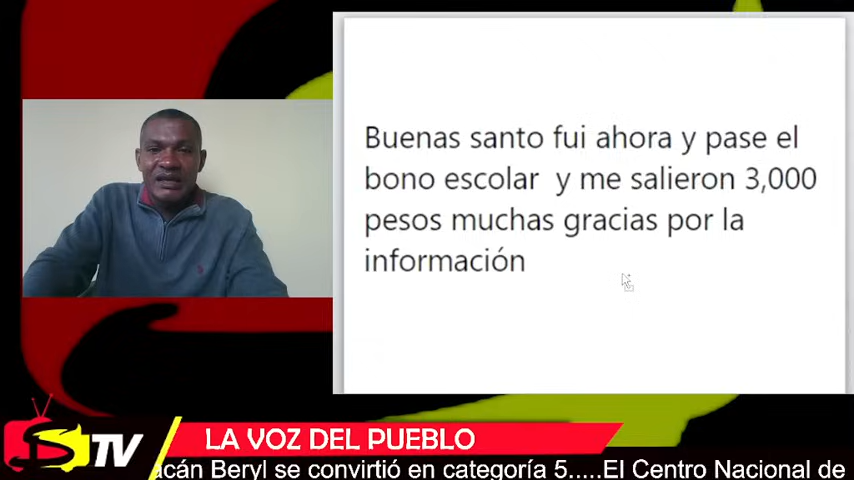 Buenas santo fui ahora y pase el
bono escolar y me salieron 3,000
pesos muchas gracias por la
información
STV
LA VOZ DEL PUEBLO
acán Beryl se convirtió en categoría 5.....El Centro Nacional de